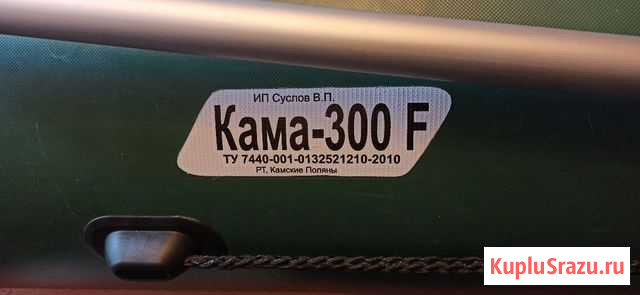 ИП Суслов В.П.
Кама-300 F
ТУ 7440-001-0132521210-2010
РТ, Камские Поляны
KupluSrazu.ru